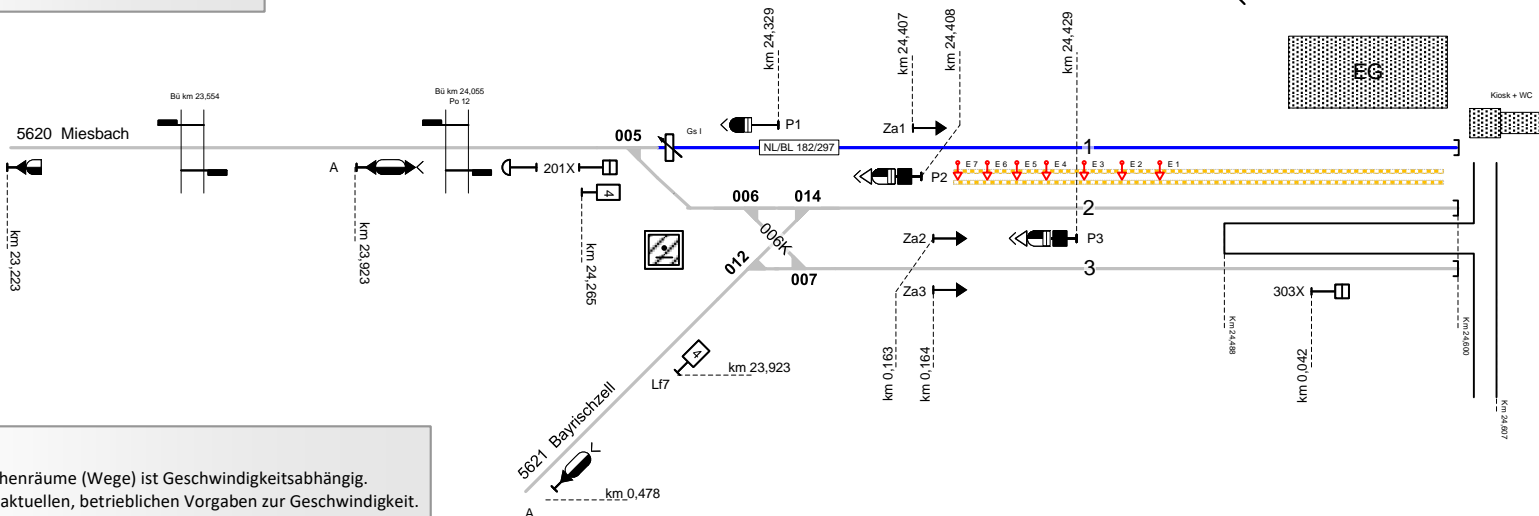 km 24,329
km 24,407
km 24,408
km 24,429
EG
Kiosk + WC
Bü km 23,554
Bü km 24,055
Po 12
5620 Miesbach
005
Gs I
P1
Za1
NL/BL 182/297
1
A
201X
P2
E 7
E 6
E 5
E 4
E 3
E 2
E 1
4
006
014
2
006K
Za2
P3
km 23,223
km 23,923
km 24,265
012
007
3
Za3
303X
Km 24,488
Km 24,600
km 0,163
km 0,164
km 0,042
4
km 23,923
Lf7
Km 24,607
5621 Bayrischzell
km 0,478
A
henräume (Wege) ist Geschwindigkeitsabhängig.
aktuellen, betrieblichen Vorgaben zur Geschwindigkeit.